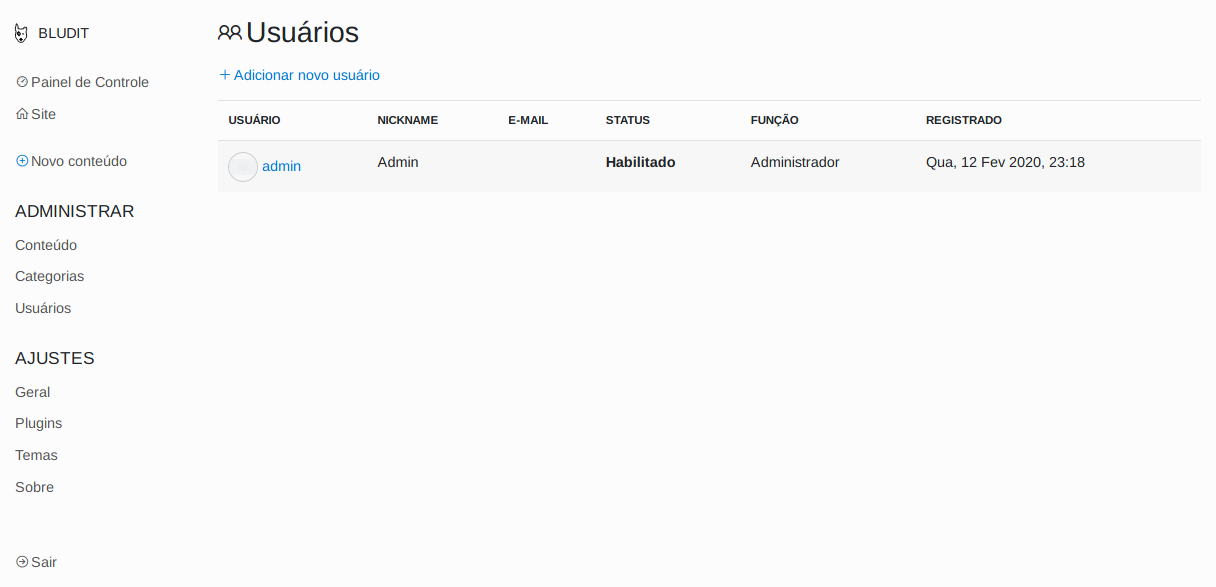 BLUDIT
Painel de Controle
Site
Novo conteúdo
ADMINISTRAR
Conteúdo
Categorias
Usuários
AJUSTES
Geral
Plugins
Temas
Sobre
Sair
Usuários
+ Adicionar novo usuário
USUÁRIO NICKNAME E-MAIL STATUS FUNÇÃO REGISTRADO
admin Admin Habilitado Administrador Qua, 12 Fev 2020, 23:18